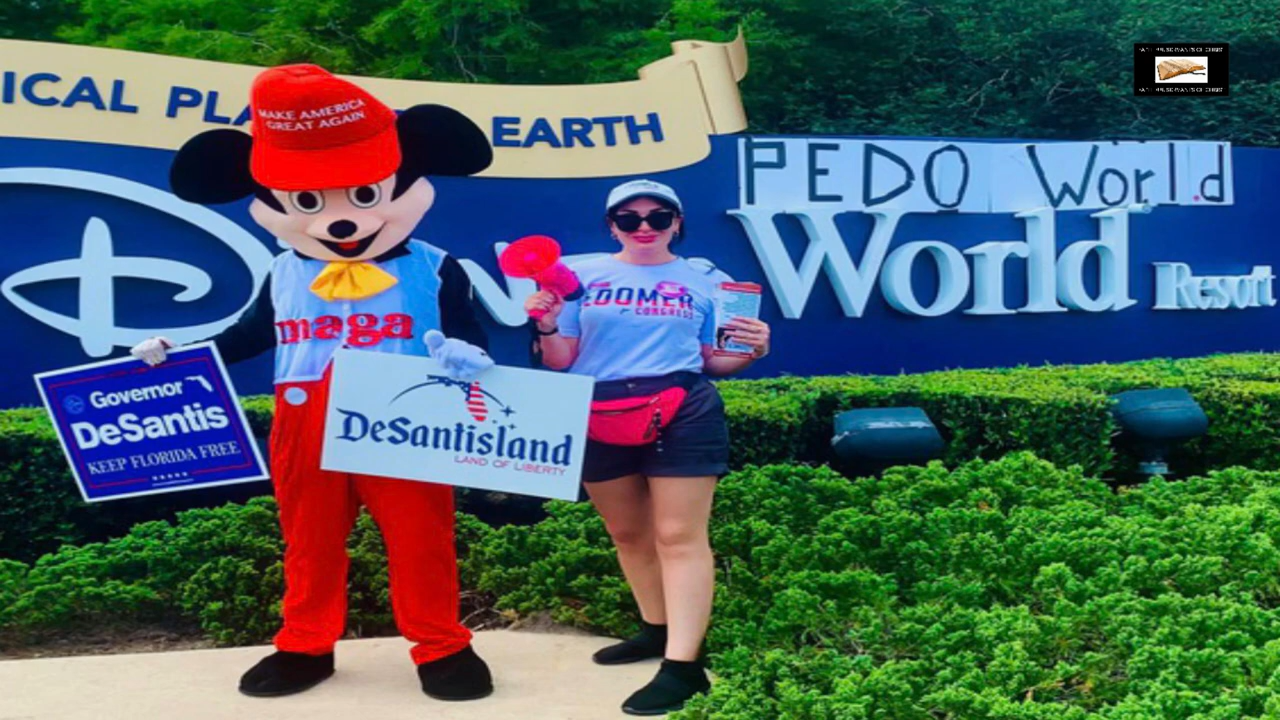 ICAL PLA
EARTH
MAKE AMERICA
GREAT AGAIN
PEDO World
World
Resort
maga
LOOMER
CONGRESS
Governor
DeSantis
KEEP FLORIDA FREE
DeSantisland
LAND OF LIBERTY